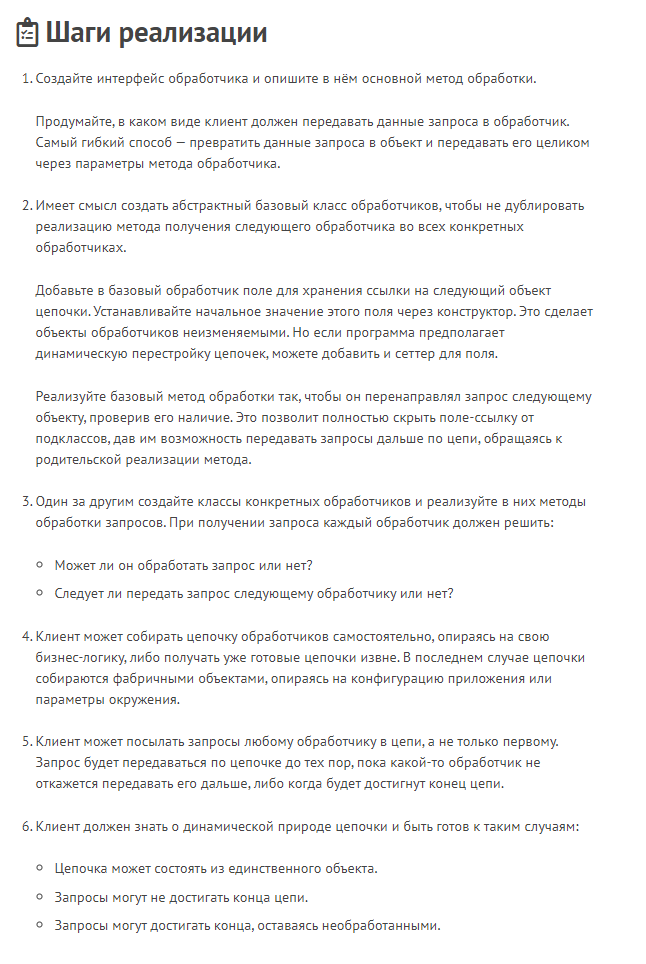 Шаги реализации
1. Создайте интерфейс обработчика и опишите в нём основной метод обработки.
Продумайте, в каком виде клиент должен передавать данные запроса в обработчик.
Самый гибкий способ — превратить данные запроса в объект и передавать его целиком
через параметры метода обработчика.
2. Имеет смысл создать абстрактный базовый класс обработчиков, чтобы не дублировать
реализацию метода получения следующего обработчика во всех конкретных
обработчиках.
Добавьте в базовый обработчик поле для хранения ссылки на следующий объект
цепочки. Устанавливайте начальное значение этого поля через конструктор. Это сделает
объекты обработчиков неизменяемыми. Но если программа предполагает
динамическую перестройку цепочек, можете добавить и сеттер для поля.
Реализуйте базовый метод обработки так, чтобы он перенаправлял запрос следующему
объекту, проверив его наличие. Это позволит полностью скрыть поле-ссылку от
подклассов, дав им возможность передавать запросы дальше по цепи, обращаясь к
родительской реализации метода.
3. Один за другим создайте классы конкретных обработчиков и реализуйте в них методы
обработки запросов. При получении запроса каждый обработчик должен решить:
Может ли он обработать запрос или нет?
Следует ли передать запрос следующему обработчику или нет?
4. Клиент может собирать цепочку обработчиков самостоятельно, опираясь на свою
бизнес-логику, либо получать уже готовые цепочки извне. В последнем случае цепочки
собираются фабричными объектами, опираясь на конфигурацию приложения или
параметры окружения.
5. Клиент может посылать запросы любому обработчику в цепи, а не только первому.
Запрос будет передаваться по цепочке до тех пор, пока какой-то обработчик не
откажется передавать его дальше, либо когда будет достигнут конец цепи.
6. Клиент должен знать о динамической природе цепочки и быть готов к таким случаям:
Цепочка может состоять из единственного объекта.
Запросы могут не достигать конца цепи.
Запросы могут достигать конца, оставаясь необработанными.